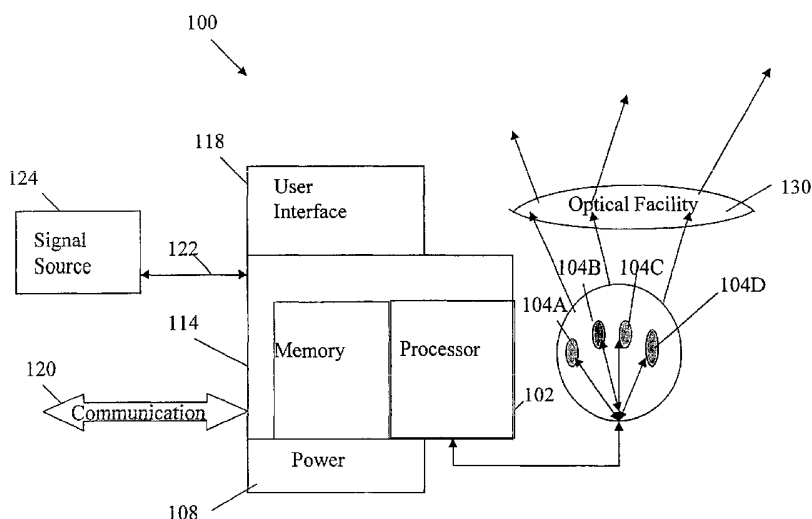 100
118
130
124
User
Interface
Optical Facility
Signal
Source
122
104B
104C
104A
104D
114
Memory
Processor
120
Communication
102
Power
108